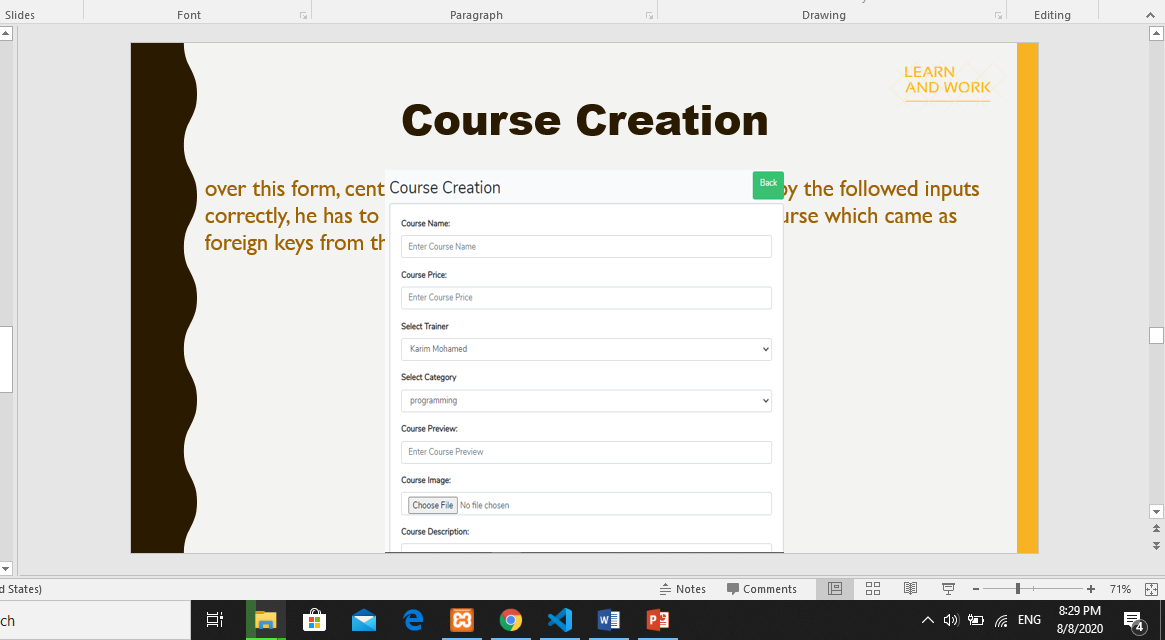 Slides Font Paragraph Drawing Editing
LEARN
AND WORK
Course Creation
over this form, cent
by the followed inputs
correctly, he has to
urse which came as
foreign keys from th
Course Creation
Back
Course Name:
Enter Course Name
Course Price:
Enter Course Price
Select Trainer
Karim Mohamed
Select Category
programming
Course Preview:
Enter Course Preview
Course Image:
Choose File No file chosen
Course Description:
d States) Notes Comments 71%
ch
ENG
8:29 PM
8/8/2020
4